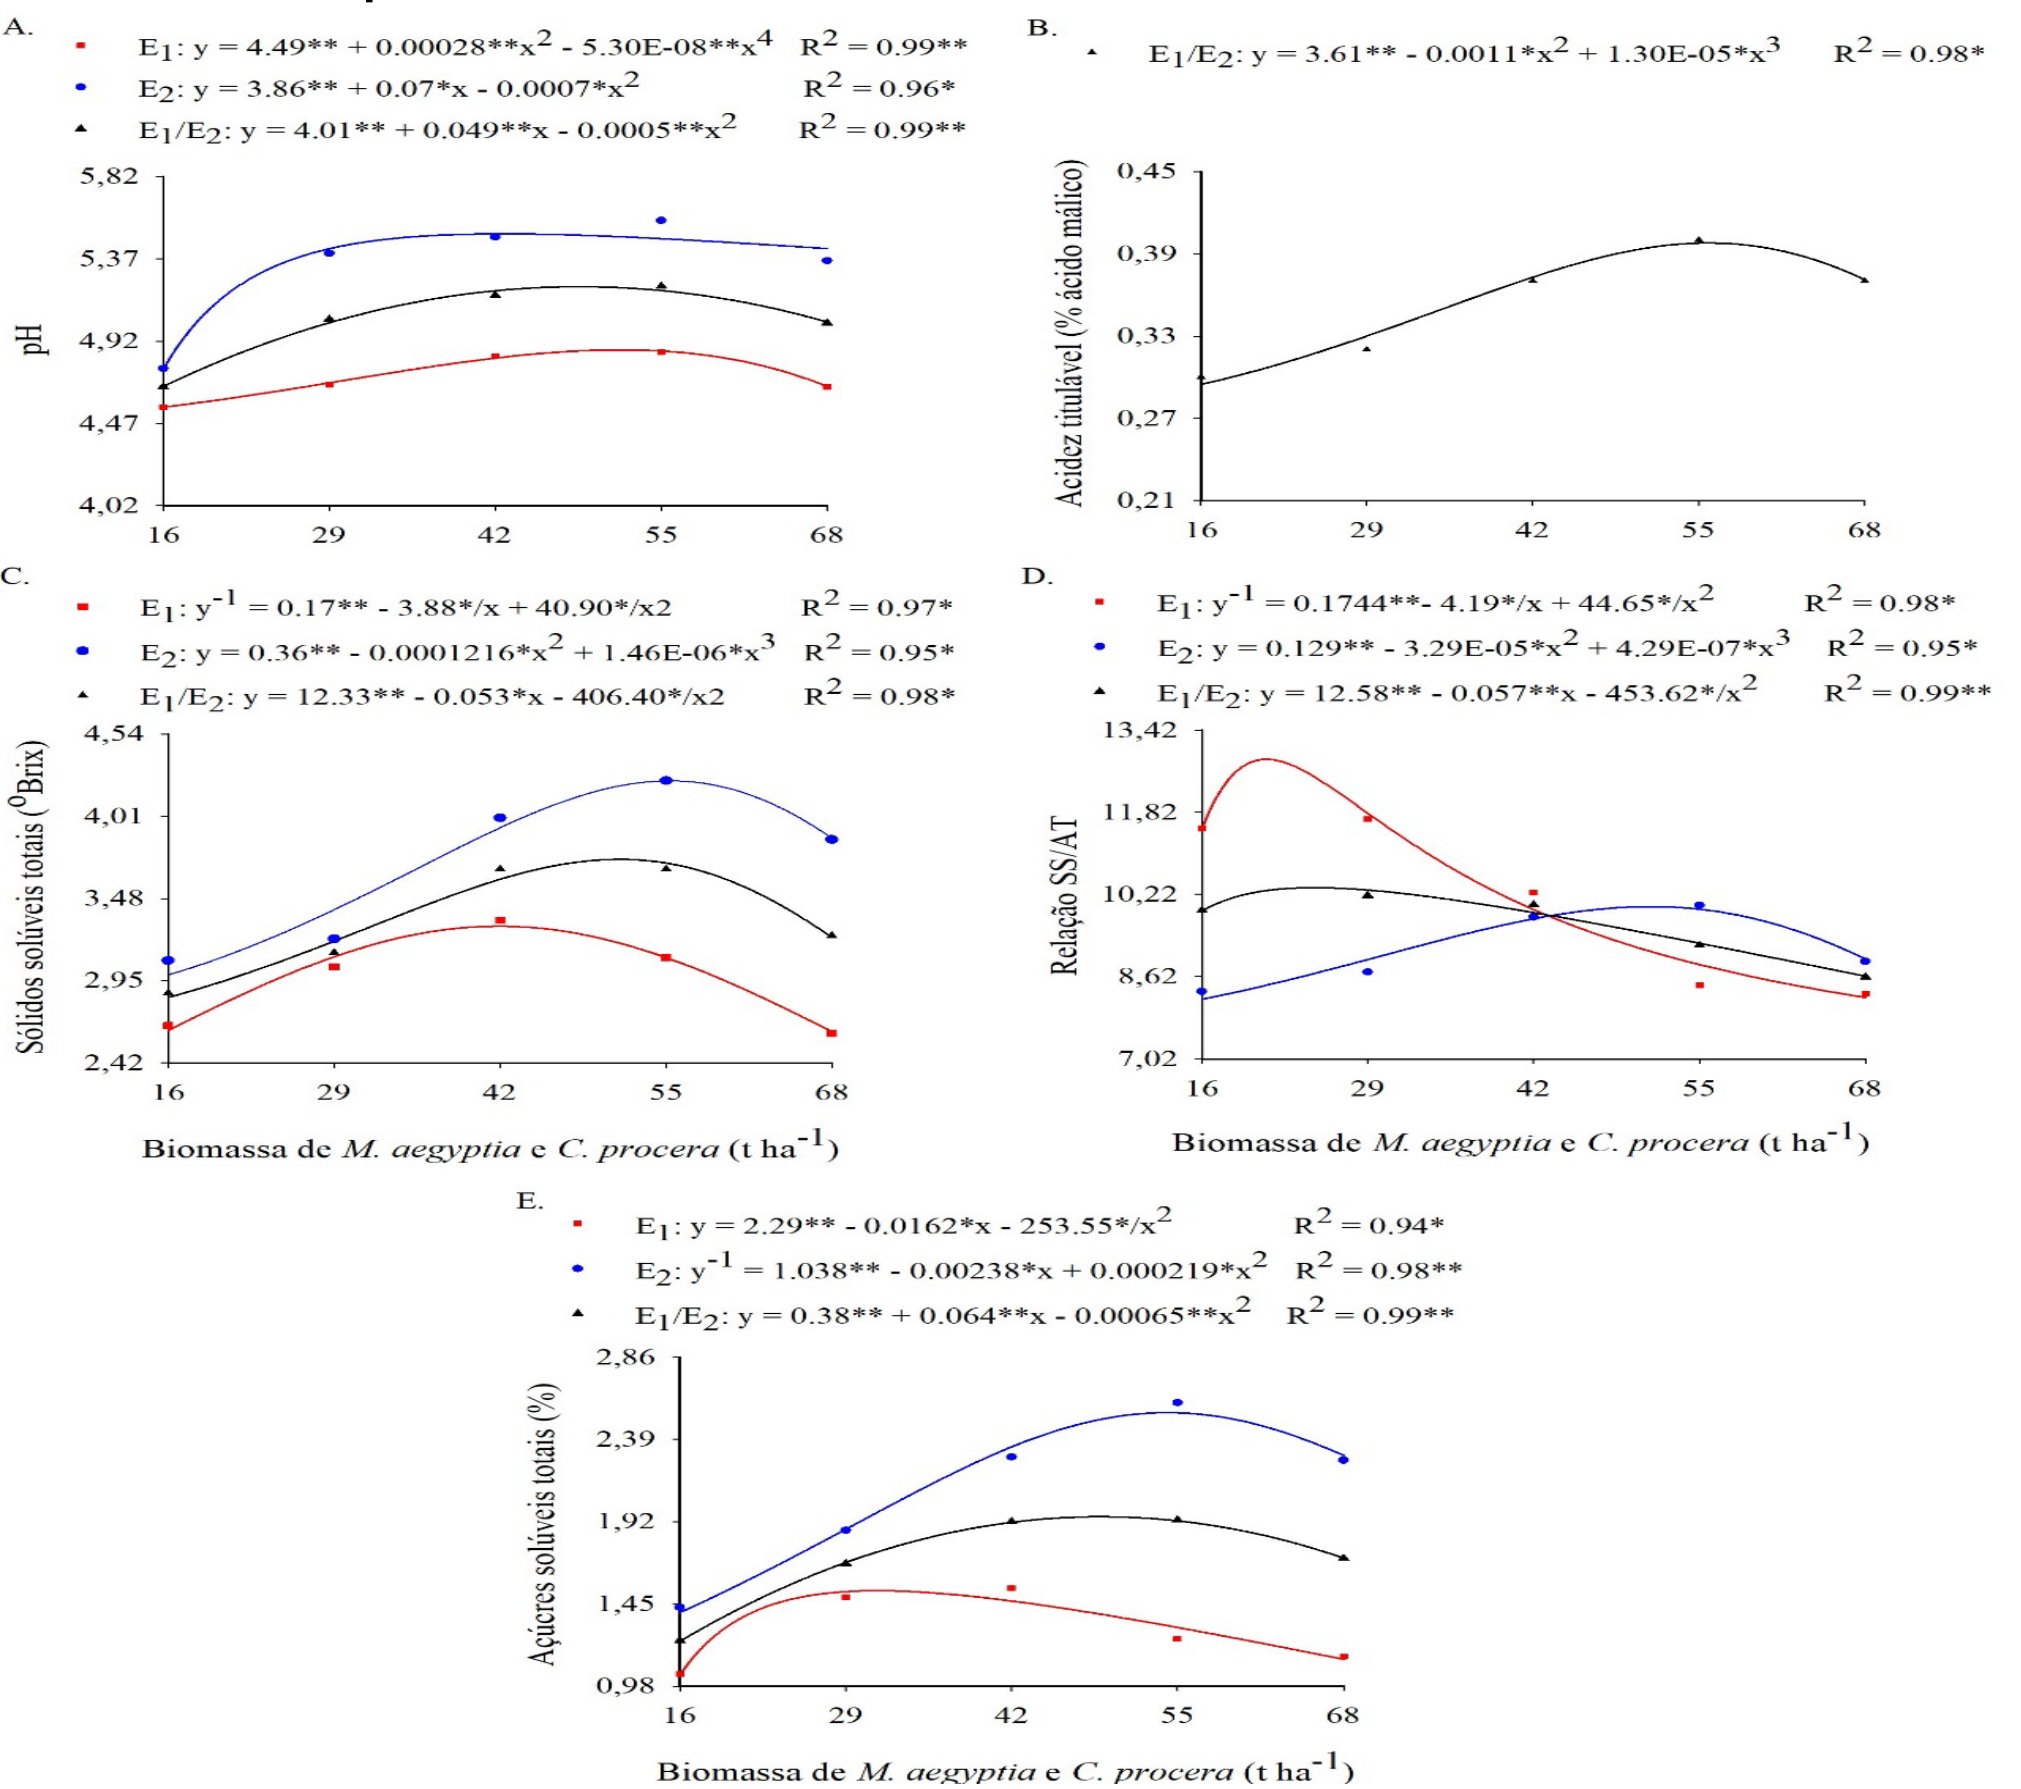 A.
E1: y = 4.49** + 0.00028**x2 - 5.30E-08**x4 R2 = 0.99**
E2: y = 3.86** + 0.07*x - 0.0007*x2 R2 = 0.96*
E1/E2: y = 4.01** + 0.049**x - 0.0005**x2 R2 = 0.99**
pH
5,82
5,37
4,92
4,47
4,02
16 29 42 55 68
B.
E1/E2: y = 3.61** - 0.0011*x2 + 1.30E-05*x3 R2 = 0.98*
Acidez titulável (% ácido málico)
0,45
0,39
0,33
0,27
0,21
16 29 42 55 68
C.
E1: y-1 = 0.17** - 3.88*/x + 40.90*/x2 R2 = 0.97*
E2: y = 0.36** - 0.0001216*x2 + 1.46E-06*x3 R2 = 0.95*
E1/E2: y = 12.33** - 0.053*x - 406.40*/x2 R2 = 0.98*
Sólidos solúveis totais (0Brix)
4,54
4,01
3,48
2,95
2,42
16 29 42 55 68
Biomassa de M. aegyptia e C. procera (t ha-1)
D.
E1: y-1 = 0.1744**- 4.19*/x + 44.65*/x2 R2 = 0.98*
E2: y = 0.129** - 3.29E-05*x2 + 4.29E-07*x3 R2 = 0.95*
E1/E2: y = 12.58** - 0.057**x - 453.62*/x2 R2 = 0.99**
Relação SS/AT
13,42
11,82
10,22
8,62
7,02
16 29 42 55 68
Biomassa de M. aegyptia e C. procera (t ha-1)
E.
E1: y = 2.29** - 0.0162*x - 253.55*/x2 R2 = 0.94*
E2: y-1 = 1.038** - 0.00238*x + 0.000219*x2 R2 = 0.98**
E1/E2: y = 0.38** + 0.064**x - 0.00065**x2 R2 = 0.99**
Açúcres solúveis totais (%)
2,86
2,39
1,92
1,45
0,98
16 29 42 55 68
Biomassa de M. aegyptia e C. procera (t ha-1)